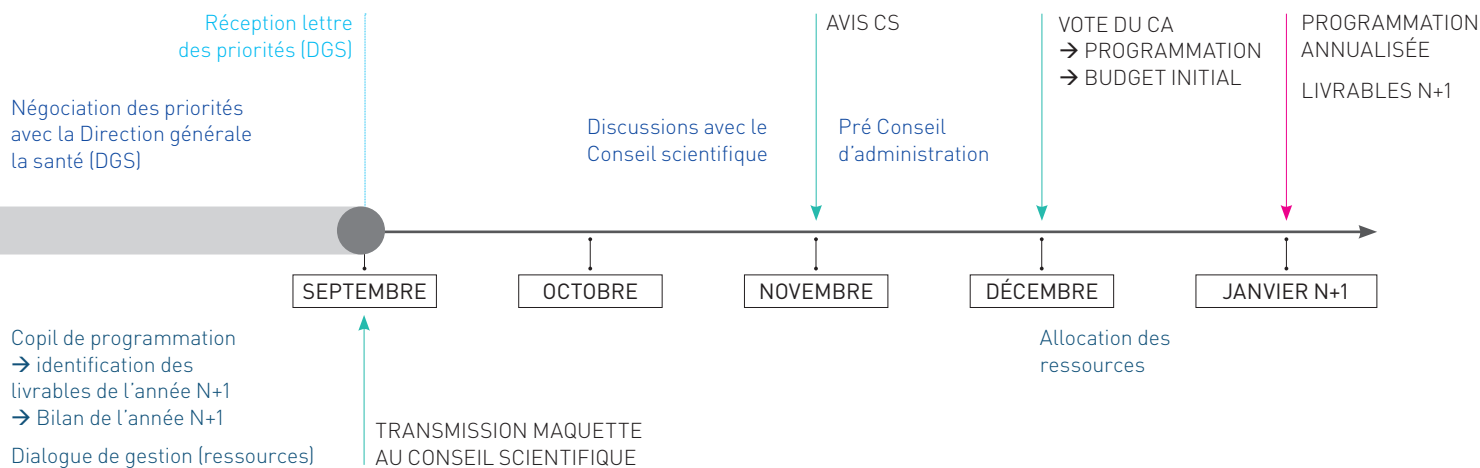 Réception lettre
des priorités (DGS)
Négociation des priorités
avec la Direction générale
la santé (DGS)
Discussions avec le
Conseil scientifique
AVIS CS
Pré Conseil
d'administration
VOTE DU CA
→ PROGRAMMATION
→ BUDGET INITIAL
PROGRAMMATION
ANNUALISÉE
LIVRABLES N+1
SEPTEMBRE
OCTOBRE
NOVEMBRE
DÉCEMBRE
JANVIER N+1
Copil de programmation
→ identification des
livrables de l'année N+1
→ Bilan de l'année N+1
Dialogue de gestion (ressources)
TRANSMISSION MAQUETTE
AU CONSEIL SCIENTIFIQUE
Allocation des
ressources